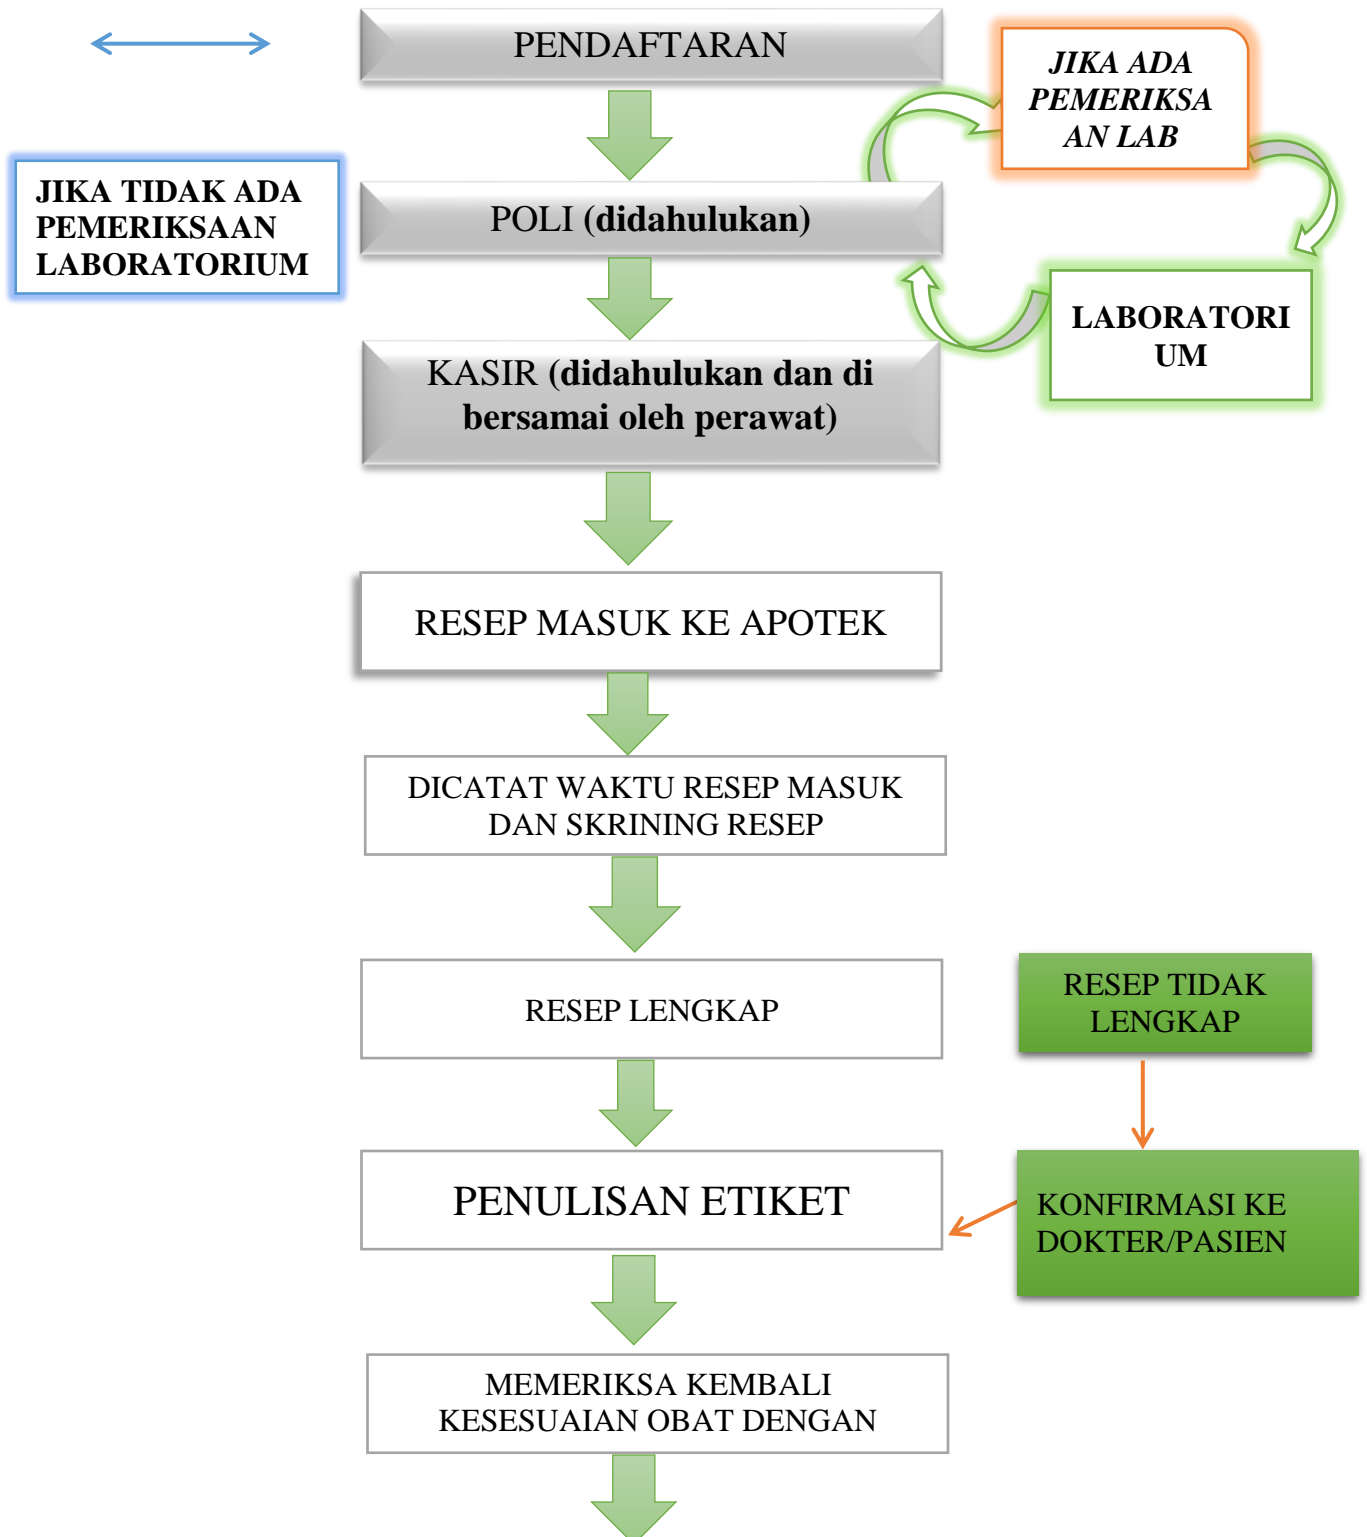 PENDAFTARAN
JIKA ADA
PEMERIKSA
AN LAB
JIKA TIDAK ADA
PEMERIKSAAN
LABORATORIUM
POLI (didahulukan)
LABORATORI
UM
KASIR (didahulukan dan di
bersamai oleh perawat)
RESEP MASUK KE APOTEK
DICATAT WAKTU RESEP MASUK
DAN SKRINING RESEP
RESEP LENGKAP
RESEP TIDAK
LENGKAP
PENULISAN ETIKET
KONFIRMASI KE
DOKTER/PASIEN
MEMERIKSA KEMBALI
KESESUAIAN OBAT DENGAN